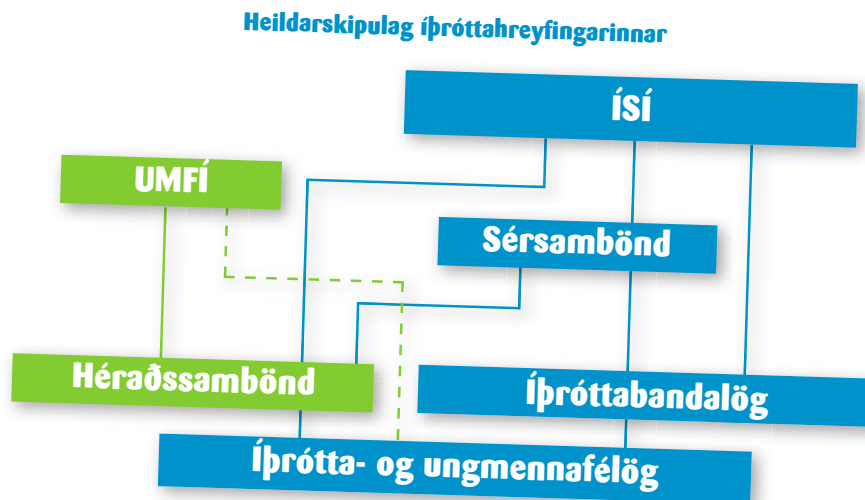 Heildarskipulag íþróttahreyfingarinnar
ÍSÍ
UMFÍ
Sérsambönd
Héraðssambönd
Íþróttabandalög
Íþrótta- og ungmennafélög